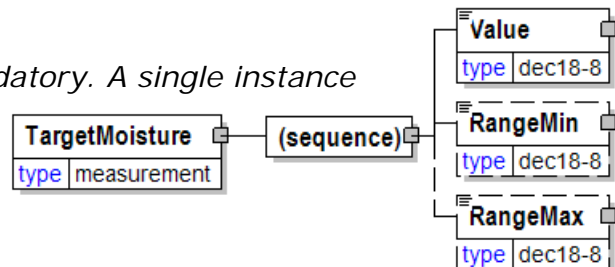 Value
type dec18-8
datory. A single instance
RangeMin
type dec18-8
TargetMoisture
type measurement
(sequence)
RangeMax
type dec18-8